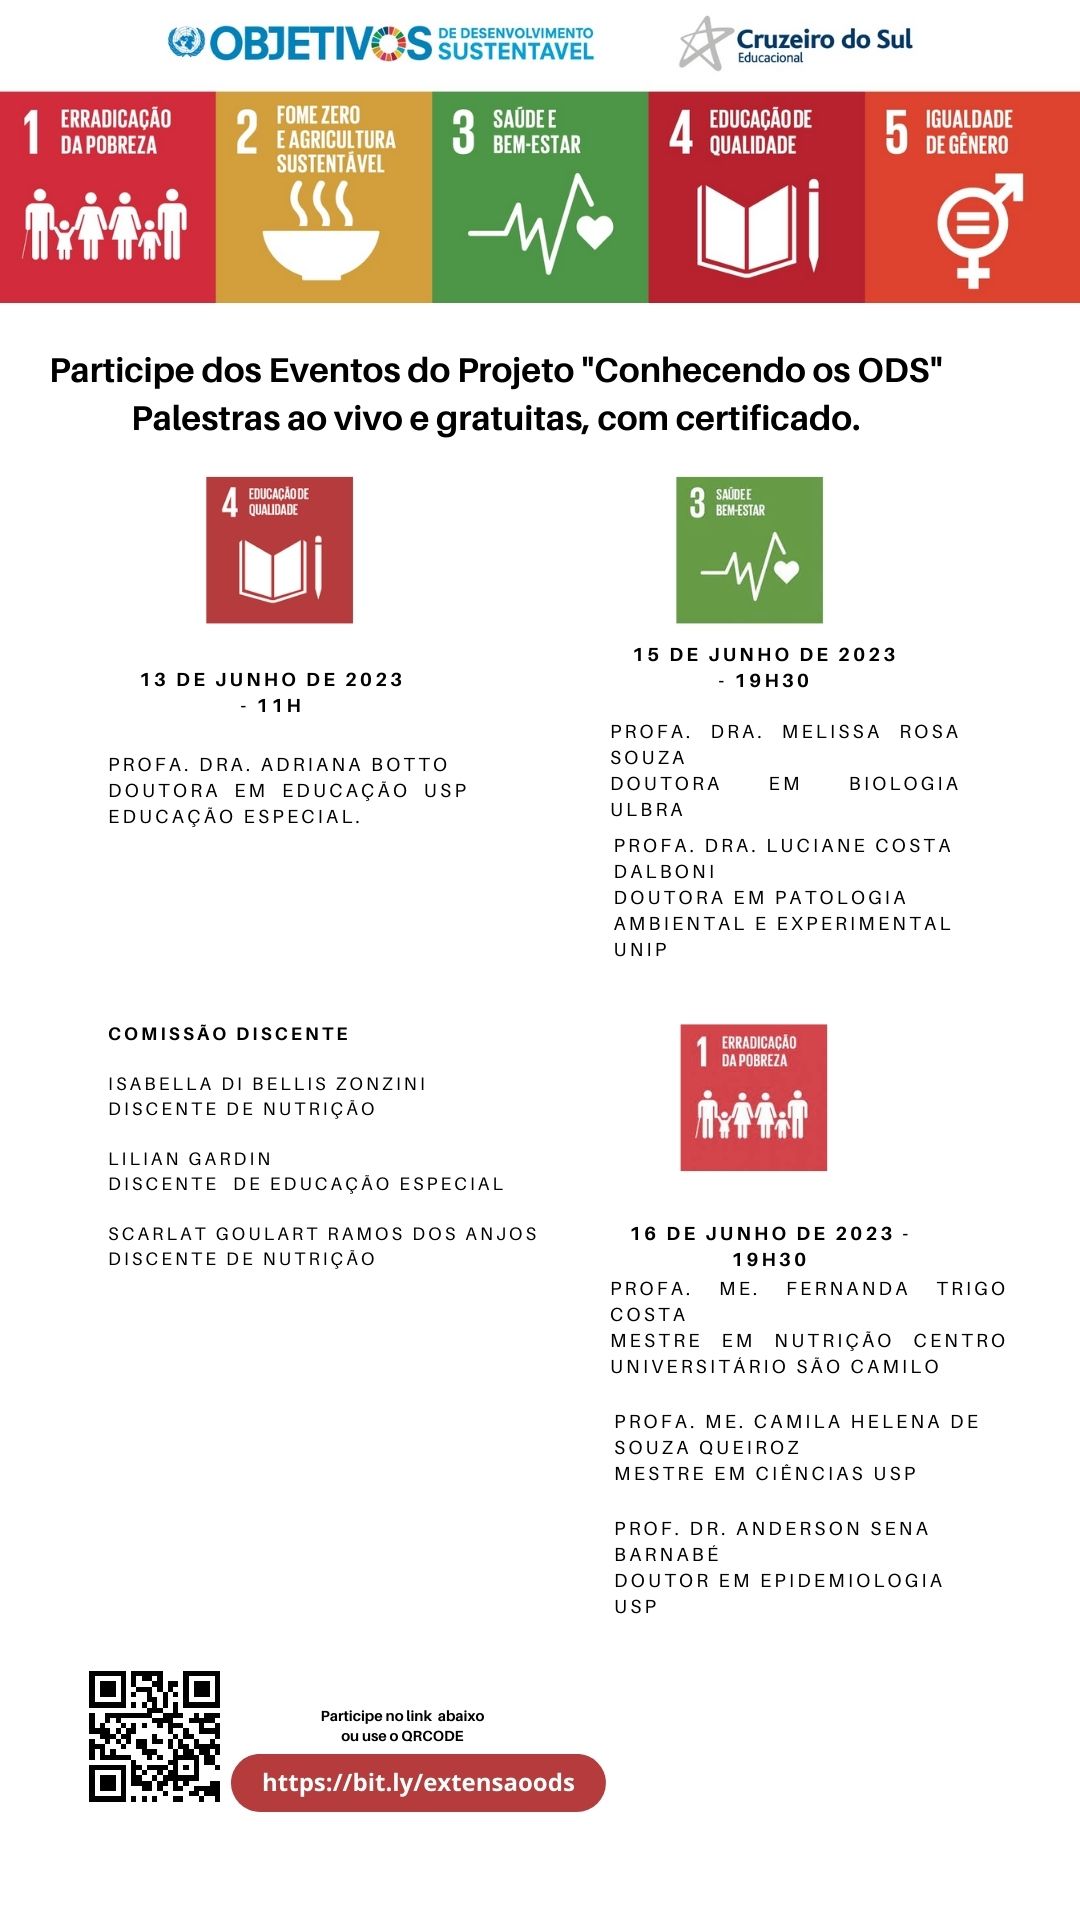 OBJETIVOS DE DESENVOLVIMENTO
SUSTENTAVEL
Cruzeiro do Sul
Educacional
1 ERRADICAÇÃO
DA POBREZA
2 FOME ZERO
E AGRICULTURA
SUSTENTÁVEL
3 SAÚDE E
BEM-ESTAR
4 EDUCAÇÃO DE
QUALIDADE
5 IGUALDADE
DE GÊNERO
Participe dos Eventos do Projeto "Conhecendo os ODS"
Palestras ao vivo e gratuitas, com certificado.
4 EDUCAÇÃO DE
QUALIDADE
13 DE JUNHO DE 2023
- 11H
PROFA. DRA. ADRIANA BOTTO
DOUTORA EM EDUCAÇÃO USP
EDUCAÇÃO ESPECIAL.
3 SAÚDE E
BEM-ESTAR
15 DE JUNHO DE 2023
- 19H30
PROFA. DRA. MELISSA ROSA
SOUZA
DOUTORA EM BIOLOGIA
ULBRA
PROFA. DRA. LUCIANE COSTA
DALBONI
DOUTORA EM PATOLOGIA
AMBIENTAL E EXPERIMENTAL
UNIP
COMISSÃO DISCENTE
ISABELLA DI BELLIS ZONZINI
DISCENTE DE NUTRIÇÃO
LILIAN GARDIN
DISCENTE DE EDUCAÇÃO ESPECIAL
SCARLAT GOULART RAMOS DOS ANJOS
DISCENTE DE NUTRIÇÃO
1 ERRADICAÇÃO
DA POBREZA
16 DE JUNHO DE 2023 -
19H30
PROFA. ME. FERNANDA TRIGO
COSTA
MESTRE EM NUTRIÇÃO CENTRO
UNIVERSITÁRIO SÃO CAMILO
PROFA. ME. CAMILA HELENA DE
SOUZA QUEIROZ
MESTRE EM CIÊNCIAS USP
PROF. DR. ANDERSON SENA
BARNABÉ
DOUTOR EM EPIDEMIOLOGIA
USP
Participe no link abaixo
ou use o QRCODE
https://bit.ly/extensaoods